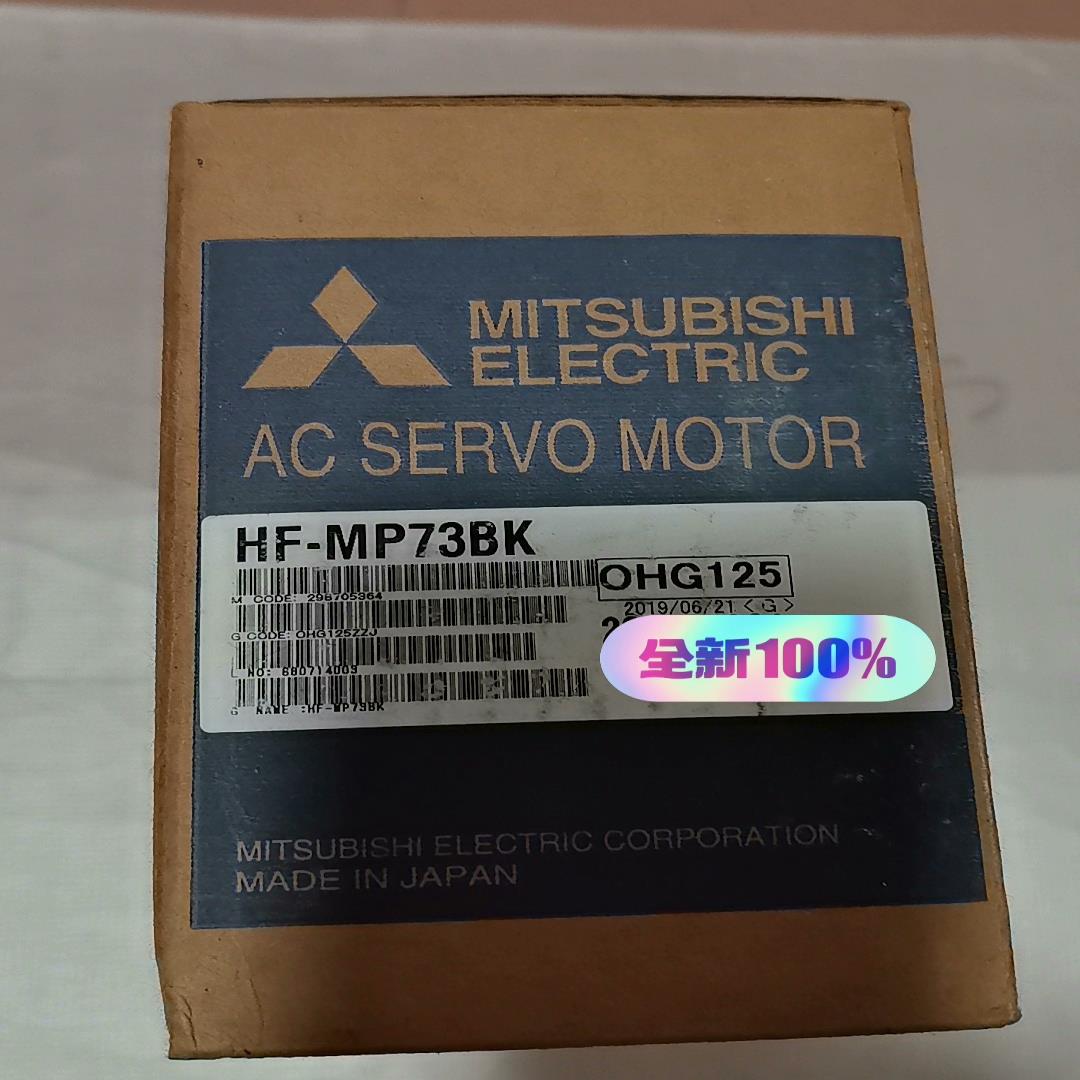 MITSUBISHI
ELECTRIC
AC SERVO MOTOR
HF-MP73BK
OHG125
M CODE: 298705364
2019/06/21 < G >
G CODE: OHG125ZZJ
全新100%
NO: 680714009
G NAME :HF-MP73BK
MITSUBISHI ELECTRIC CORPORATION
MADE IN JAPAN